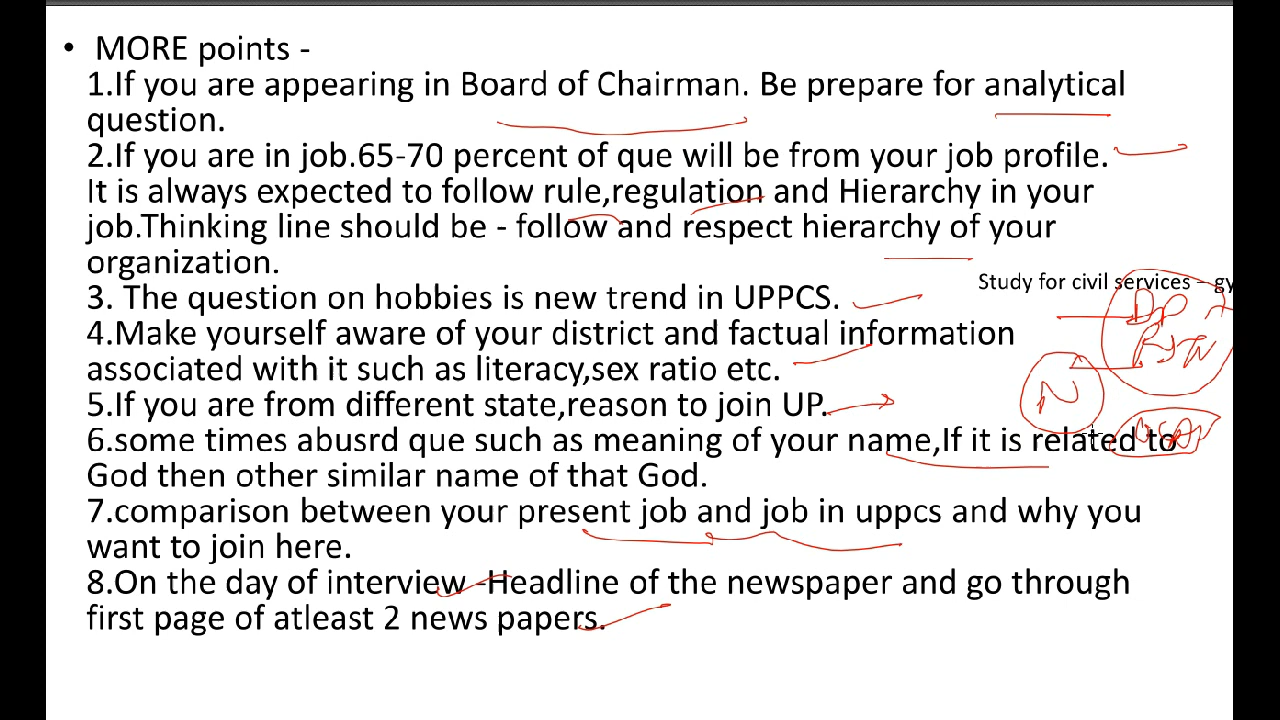 • MORE points -
1.If you are appearing in Board of Chairman. Be prepare for analytical
question.
2.If you are in job.65-70 percent of que will be from your job profile.
It is always expected to follow rule,regulation and Hierarchy in your
job.Thinking line should be - follow and respect hierarchy of your
organization.
Study for civil services – gy
3. The question on hobbies is new trend in UPPCS.
4.Make yourself aware of your district and factual information
associated with it such as literacy,sex ratio etc.
N
5.If you are from different state,reason to join UP.
6.some times abusrd que such as meaning of your name,If it is related to
God then other similar name of that God.
7.comparison between your present job and job in uppcs and why you
want to join here.
8.On the day of interview -Headline of the newspaper and go through
first page of atleast 2 news papers.